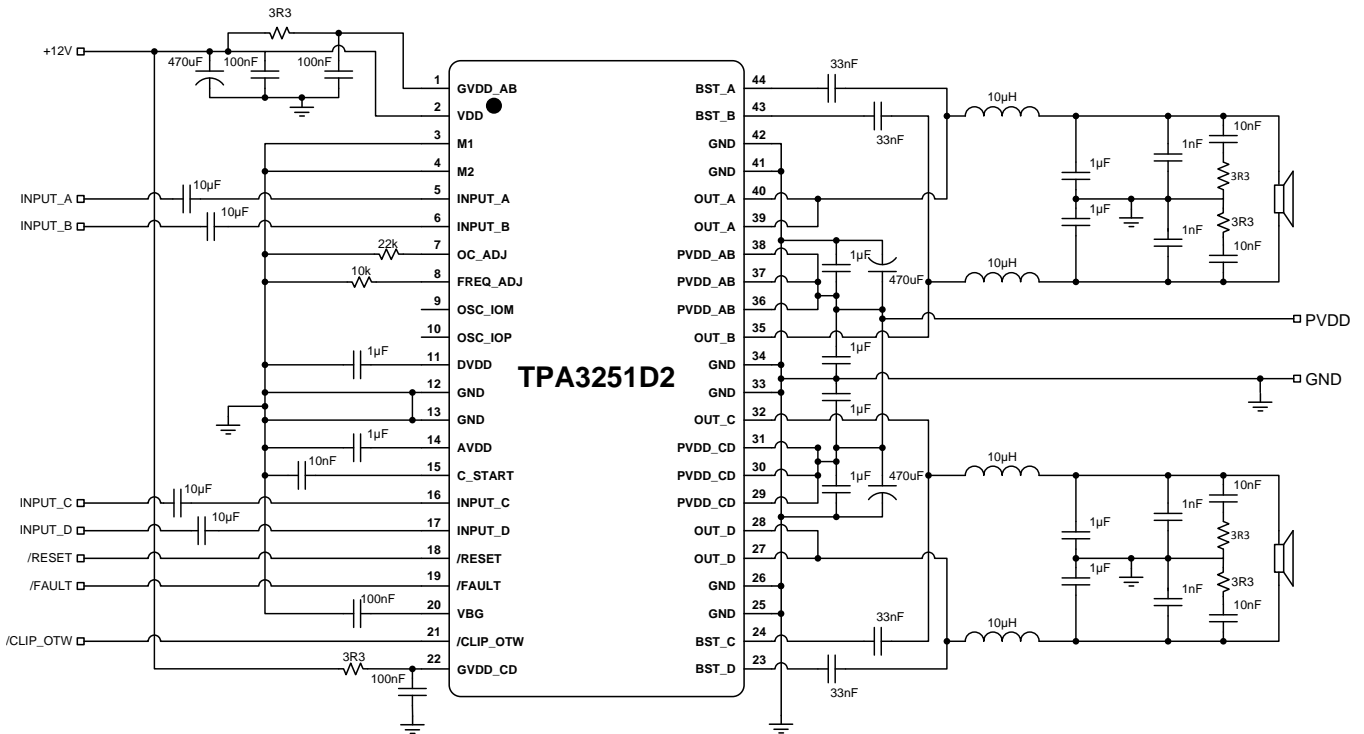 3R3
+12V
470uF
100nF
100nF
1
GVDD_AB
2
VDD
3
M1
4
M2
INPUT_A
10µF
5
INPUT_A
INPUT_B
10µF
6
INPUT_B
22k
7
OC_ADJ
10k
8
FREQ_ADJ
9
OSC_IOM
10
OSC_IOP
1µF
11
DVDD
12
GND
13
GND
1µF
14
AVDD
10nF
15
C_START
INPUT_C
10µF
16
INPUT_C
INPUT_D
10µF
17
INPUT_D
/RESET
18
/RESET
/FAULT
19
/FAULT
100nF
20
VBG
/CLIP_OTW
21
/CLIP_OTW
3R3
100nF
22
GVDD_CD
TPA3251D2
BST_A
44
33nF
BST_B
43
33nF
GND
42
GND
41
OUT_A
40
OUT_A
39
PVDD_AB
38
PVDD_AB
37
PVDD_AB
36
OUT_B
35
GND
34
GND
33
OUT_C
32
PVDD_CD
31
PVDD_CD
30
PVDD_CD
29
OUT_D
28
OUT_D
27
GND
26
GND
25
BST_C
24
33nF
BST_D
23
33nF
1µF
470uF
1µF
1µF
1µF
470uF
10µH
10µH
1µF
1µF
1nF
1nF
10nF
3R3
3R3
10nF
PVDD
GND
10µH
10µH
1µF
1µF
1nF
1nF
10nF
3R3
3R3
10nF